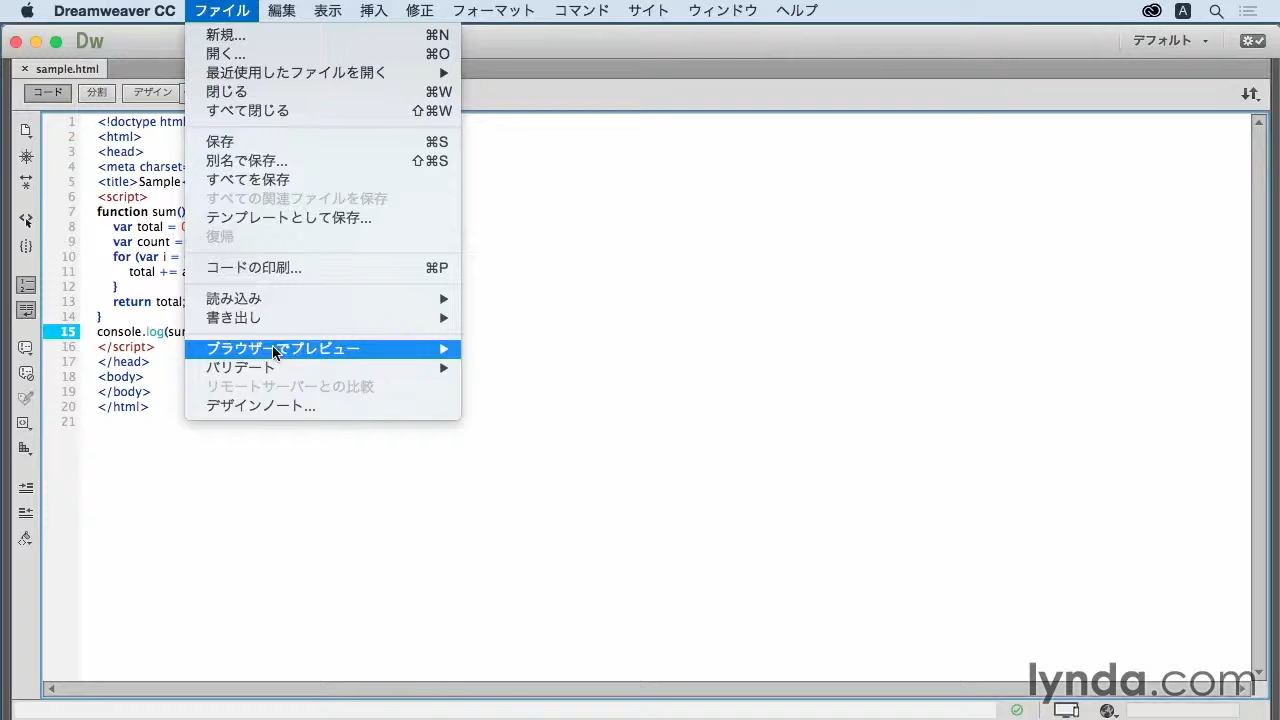 Dreamweaver CC ファイル 編集 表示 挿入 修正 フォーマット コマンド サイト ウィンドウ ヘルプ
Dw デフォルト
× sample.html
コード 分割 デザイン
新規... ⌘N
開く... ⌘O
最近使用したファイルを開く ▶
閉じる ⌘W
すべて閉じる ⇧⌘W
保存 ⌘S
別名で保存... ⇧⌘S
すべてを保存
すべての関連ファイルを保存
テンプレートとして保存...
復帰
コードの印刷... ⌘P
読み込み ▶
書き出し ▶
ブラウザーでプレビュー ▶
バリデート ▶
リモートサーバーとの比較
デザインノート...
1 <!doctype html
2 <html>
3 <head>
4 <meta charset=
5 <title>Sample<
6 <script>
7 function sum()
8 var total = 0
9 var count =
10 for (var i =
11 total += a
12 }
13 return total;
14 }
15 console.log(sum
16 </script>
17 </head>
18 <body>
19 </body>
20 </html>
21
lynda.com